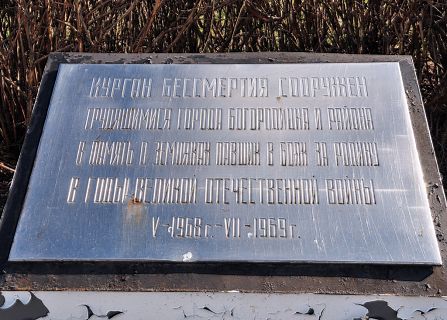 КУРГАН БЕССМЕРТИЯ СООРУЖЕН
ТРУДЯЩИМИСЯ ГОРОДА БОГОРОДИЦКА И РАЙОНА
В ПАМЯТЬ О ЗЕМЛЯКАХ ПАВШИХ В БОЯХ ЗА РОДИНУ
В ГОДЫ ВЕЛИКОЙ ОТЕЧЕСТВЕННОЙ ВОЙНЫ
V-1968 г.-VII-1969 г.